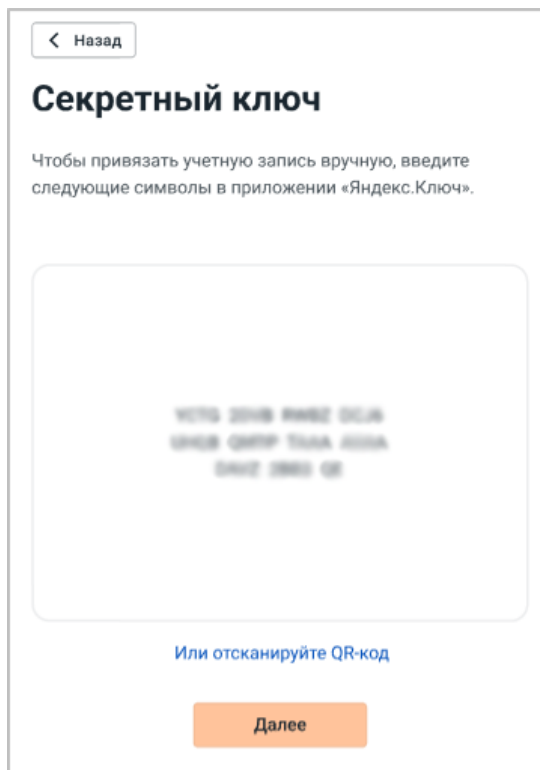 Назад
Секретный ключ
Чтобы привязать учетную запись вручную, введите
следующие символы в приложении «Яндекс.Ключ».
Или отсканируйте QR-код
Далее